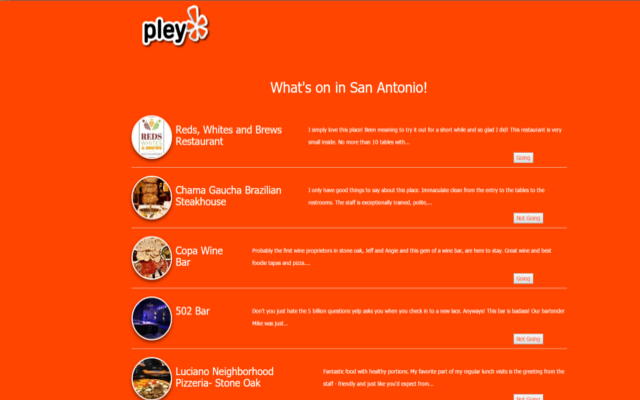 pley
What's on in San Antonio!
REDS
WHITES
& BREWS
Reds, Whites and Brews
Restaurant
I simply love this place! Been meaning to try it out for a short while and so glad I did! This restaurant is very
small inside. No more than 10 tables with...
Going
Chama Gaucha Brazilian
Steakhouse
I only have good things to say about this place. Immaculate clean from the entry to the tables to the
restrooms. The staff is exceptionally trained, polite,...
Not Going
Copa Wine
Bar
Probably the first wine proprietors in stone oak, Jeff and Angie and this gem of a wine bar, are here to stay. Great wine and best
foodie tapas and pizza....
Going
502 Bar
Don't you just hate the 5 billion questions yelp asks you when you check in to a new lace. Anyways! This bar is badass! Our bartender
Mike was just...
Not Going
Luciano Neighborhood
Pizzeria- Stone Oak
Fantastic food with healthy portions. My favorite part of my regular lunch visits is the greeting from the
staff - friendly and just like you'd expect from...
Not Going